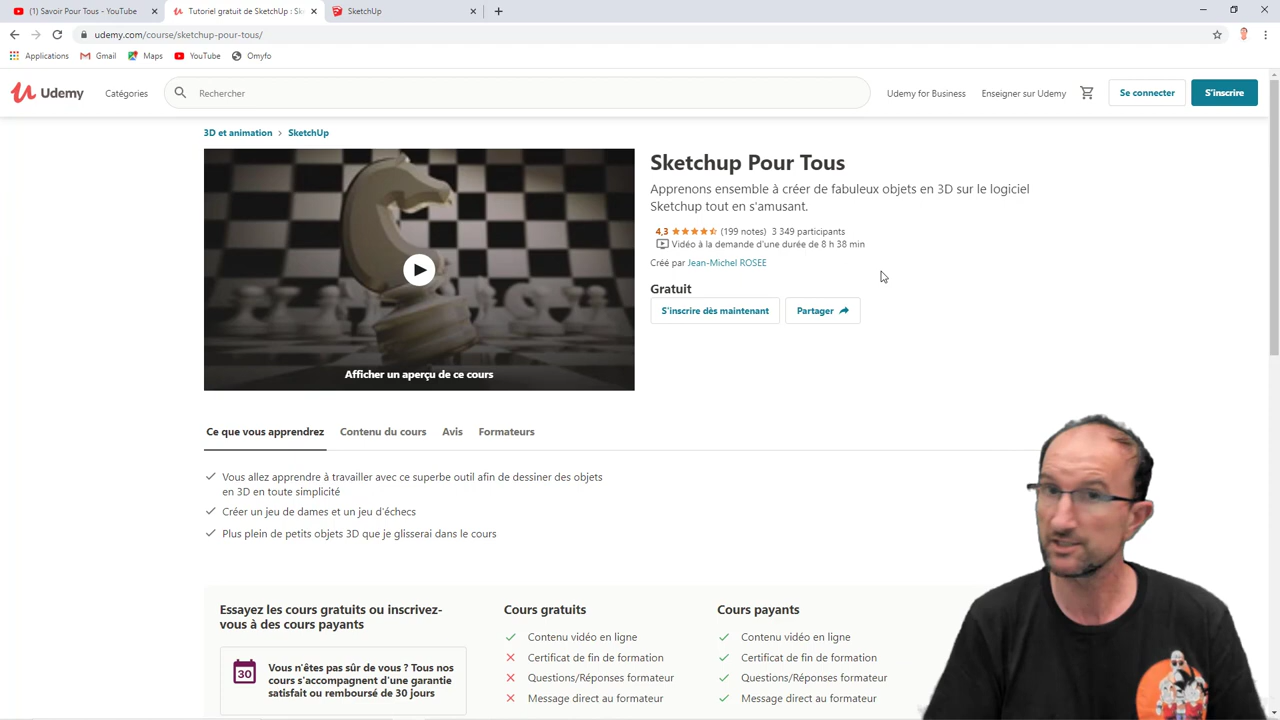 (1) Savoir Pour Tous - YouTube
Tutoriel gratuit de SketchUp : Sk
SketchUp
udemy.com/course/sketchup-pour-tous/
Applications
Gmail
Maps
YouTube
Omyfo
Udemy
Catégories
Rechercher
Udemy for Business
Enseigner sur Udemy
Se connecter
S'inscrire
3D et animation > SketchUp
Sketchup Pour Tous
Apprenons ensemble à créer de fabuleux objets en 3D sur le logiciel
Sketchup tout en s'amusant.
4,3 (199 notes) 3 349 participants
Vidéo à la demande d'une durée de 8 h 38 min
Créé par Jean-Michel ROSEE
Gratuit
S'inscrire dès maintenant
Partager
Afficher un aperçu de ce cours
Ce que vous apprendrez
Contenu du cours
Avis
Formateurs
Vous allez apprendre à travailler avec ce superbe outil afin de dessiner des objets
en 3D en toute simplicité
Créer un jeu de dames et un jeu d'échecs
Plus plein de petits objets 3D que je glisserai dans le cours
Essayez les cours gratuits ou inscrivez-
vous à des cours payants
30
Vous n'êtes pas sûr de vous ? Tous nos
cours s'accompagnent d'une garantie
satisfait ou remboursé de 30 jours
Cours gratuits
Contenu vidéo en ligne
Certificat de fin de formation
Questions/Réponses formateur
Message direct au formateur
Cours payants
Contenu vidéo en ligne
Certificat de fin de formation
Questions/Réponses formateur
Message direct au formateur